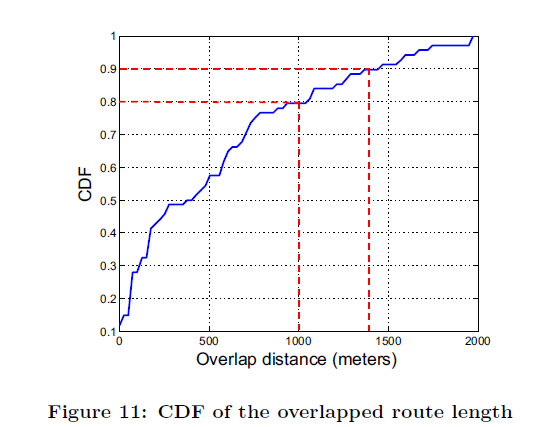 1
0.9
0.8
0.7
0.6
0.5
0.4
0.3
0.2
0.1
CDF
0 500 1000 1500 2000
Overlap distance (meters)
Figure 11: CDF of the overlapped route length